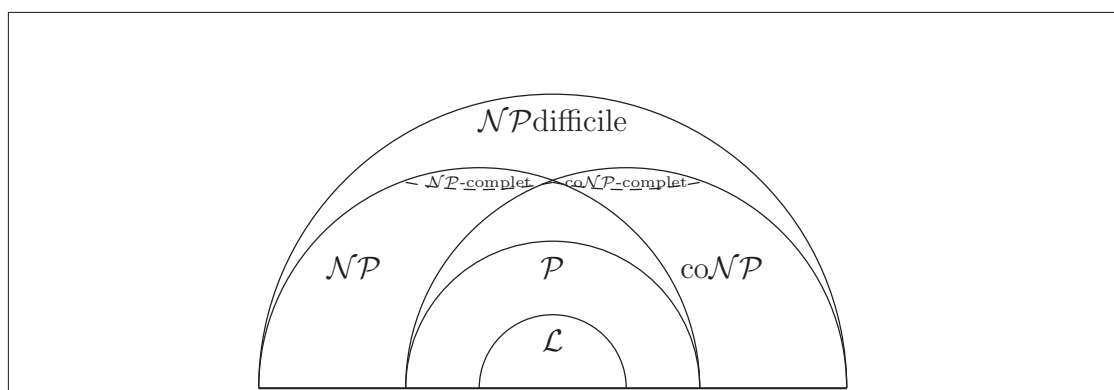 𝒩𝒫difficile
𝒩𝒫-complet co𝒩𝒫-complet
𝒩𝒫 𝒫 co𝒩𝒫
ℒ